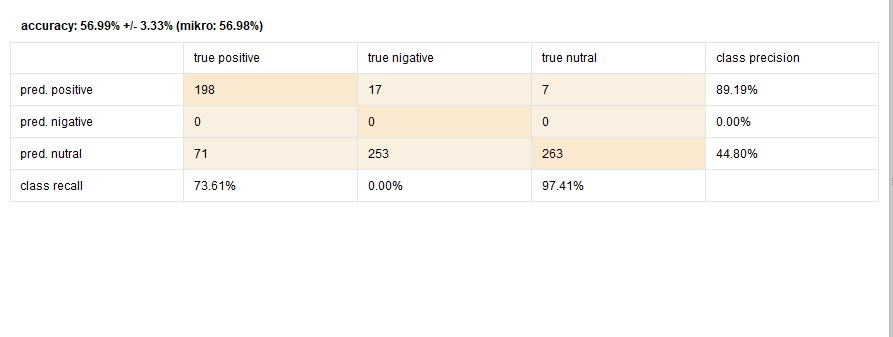 accuracy: 56.99% +/- 3.33% (mikro: 56.98%)
true positive true nigative true nutral class precision
pred. positive 198 17 7 89.19%
pred. nigative 0 0 0 0.00%
pred. nutral 71 253 263 44.80%
class recall 73.61% 0.00% 97.41%